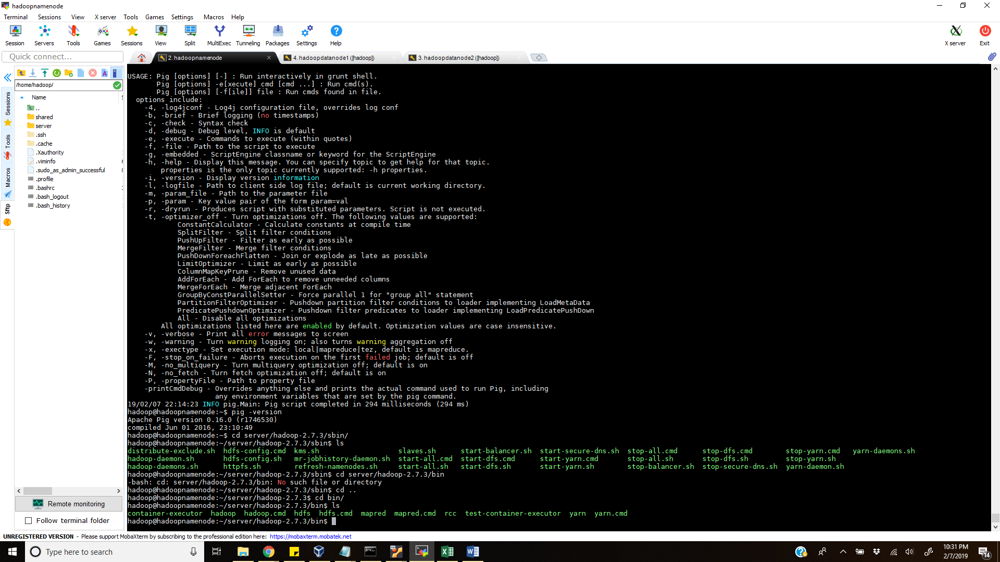 hadoopnamenode
Terminal Sessions View X server Tools Games Settings Macros Help
Session Servers Tools Games Sessions View Split MultiExec Tunneling Packages Settings Help X server Exit
Quick connect...
2. hadoopnamenode
4. hadoopdatanode1 ([hadoop])
3. hadoopdatanode2 ([hadoop])
/home/hadoop/
Name
..
shared
server
.ssh
.cache
.Xauthority
.viminfo
.sudo_as_admin_successful
.profile
.bashrc
.bash_logout
.bash_history
Sessions
Tools
Macros
Sftp
Remote monitoring
Follow terminal folder
USAGE: Pig [options] [-] : Run interactively in grunt shell.
Pig [options] -e[xecute] cmd [cmd ...] : Run cmd(s).
Pig [options] [-f[ile]] file : Run cmds found in file.
options include:
-4, -log4jconf - Log4j configuration file, overrides log conf
-b, -brief - Brief logging (no timestamps)
-c, -check - Syntax check
-d, -debug - Debug level, INFO is default
-e, -execute - Commands to execute (within quotes)
-f, -file - Path to the script to execute
-g, -embedded - ScriptEngine classname or keyword for the ScriptEngine
-h, -help - Display this message. You can specify topic to get help for that topic.
properties is the only topic currently supported: -h properties.
-i, -version - Display version information
-l, -logfile - Path to client side log file; default is current working directory.
-m, -param_file - Path to the parameter file
-p, -param - Key value pair of the form param=val
-r, -dryrun - Produces script with substituted parameters. Script is not executed.
-t, -optimizer_off - Turn optimizations off. The following values are supported:
ConstantCalculator - Calculate constants at compile time
SplitFilter - Split filter conditions
PushUpFilter - Filter as early as possible
MergeFilter - Merge filter conditions
PushDownForeachFlatten - Join or explode as late as possible
LimitOptimizer - Limit as early as possible
ColumnMapKeyPrune - Remove unused data
AddForEach - Add ForEach to remove unneeded columns
MergeForEach - Merge adjacent ForEach
GroupByConstParallelSetter - Force parallel 1 for "group all" statement
PartitionFilterOptimizer - Pushdown partition filter conditions to loader implementing LoadMetaData
PredicatePushdownOptimizer - Pushdown filter predicates to loader implementing LoadPredicatePushDown
All - Disable all optimizations
All optimizations listed here are enabled by default. Optimization values are case insensitive.
-v, -verbose - Print all error messages to screen
-w, -warning - Turn warning logging on; also turns warning aggregation off
-x, -exectype - Set execution mode: local|mapreduce|tez, default is mapreduce.
-F, -stop_on_failure - Aborts execution on the first failed job; default is off
-M, -no_multiquery - Turn multiquery optimization off; default is on
-N, -no_fetch - Turn fetch optimization off; default is on
-P, -propertyFile - Path to property file
-printCmdDebug - Overrides anything else and prints the actual command used to run Pig, including
any environment variables that are set by the pig command.
19/02/07 22:14:23 INFO pig.Main: Pig script completed in 294 milliseconds (294 ms)
hadoop@hadoopnamenode:~$ pig -version
Apache Pig version 0.16.0 (r1746530)
compiled Jun 01 2016, 23:10:49
hadoop@hadoopnamenode:~$ cd server/hadoop-2.7.3/sbin/
hadoop@hadoopnamenode:~/server/hadoop-2.7.3/sbin$ ls
distribute-exclude.sh hdfs-config.cmd kms.sh slaves.sh start-balancer.sh start-secure-dns.sh stop-all.cmd stop-dfs.cmd stop-yarn.cmd yarn-daemons.sh
hadoop-daemon.sh hdfs-config.sh mr-jobhistory-daemon.sh start-all.cmd start-dfs.cmd start-yarn.cmd stop-all.sh stop-dfs.sh stop-yarn.sh
hadoop-daemons.sh httpfs.sh refresh-namenodes.sh start-all.sh start-dfs.sh start-yarn.sh stop-balancer.sh stop-secure-dns.sh yarn-daemon.sh
hadoop@hadoopnamenode:~/server/hadoop-2.7.3/sbin$ cd server/hadoop-2.7.3/bin
-bash: cd: server/hadoop-2.7.3/bin: No such file or directory
hadoop@hadoopnamenode:~/server/hadoop-2.7.3/sbin$ cd ..
hadoop@hadoopnamenode:~/server/hadoop-2.7.3$ cd bin/
hadoop@hadoopnamenode:~/server/hadoop-2.7.3/bin$ ls
container-executor hadoop hadoop.cmd hdfs hdfs.cmd mapred mapred.cmd rcc test-container-executor yarn yarn.cmd
hadoop@hadoopnamenode:~/server/hadoop-2.7.3/bin$
UNREGISTERED VERSION - Please support MobaXterm by subscribing to the professional edition here: https://mobaxterm.mobatek.net
Type here to search
10:31 PM
2/7/2019
14